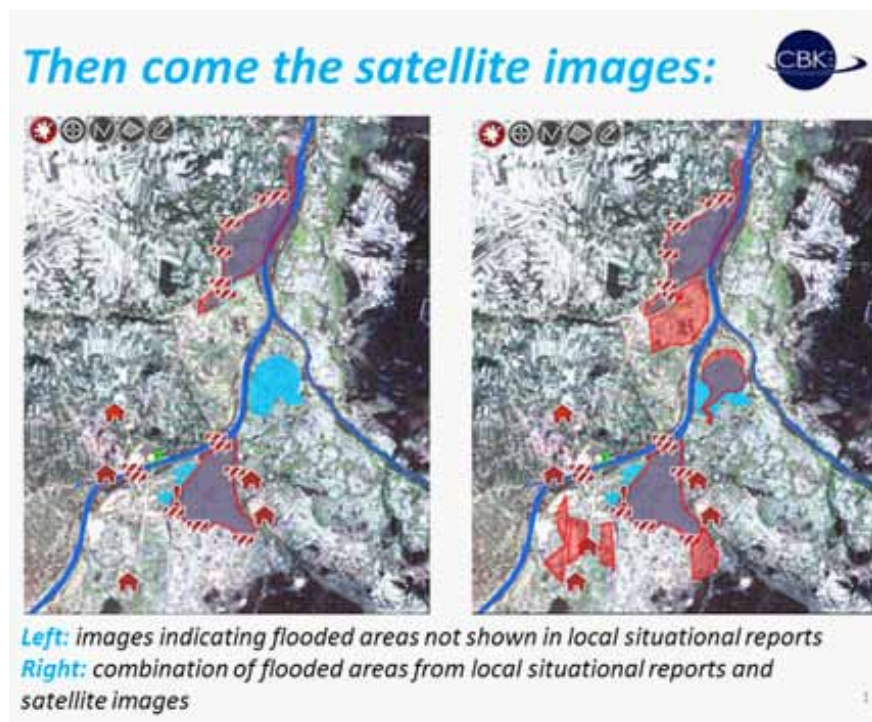 Then come the satellite images:
CBK
Left: images indicating flooded areas not shown in local situational reports
Right: combination of flooded areas from local situational reports and
satellite images